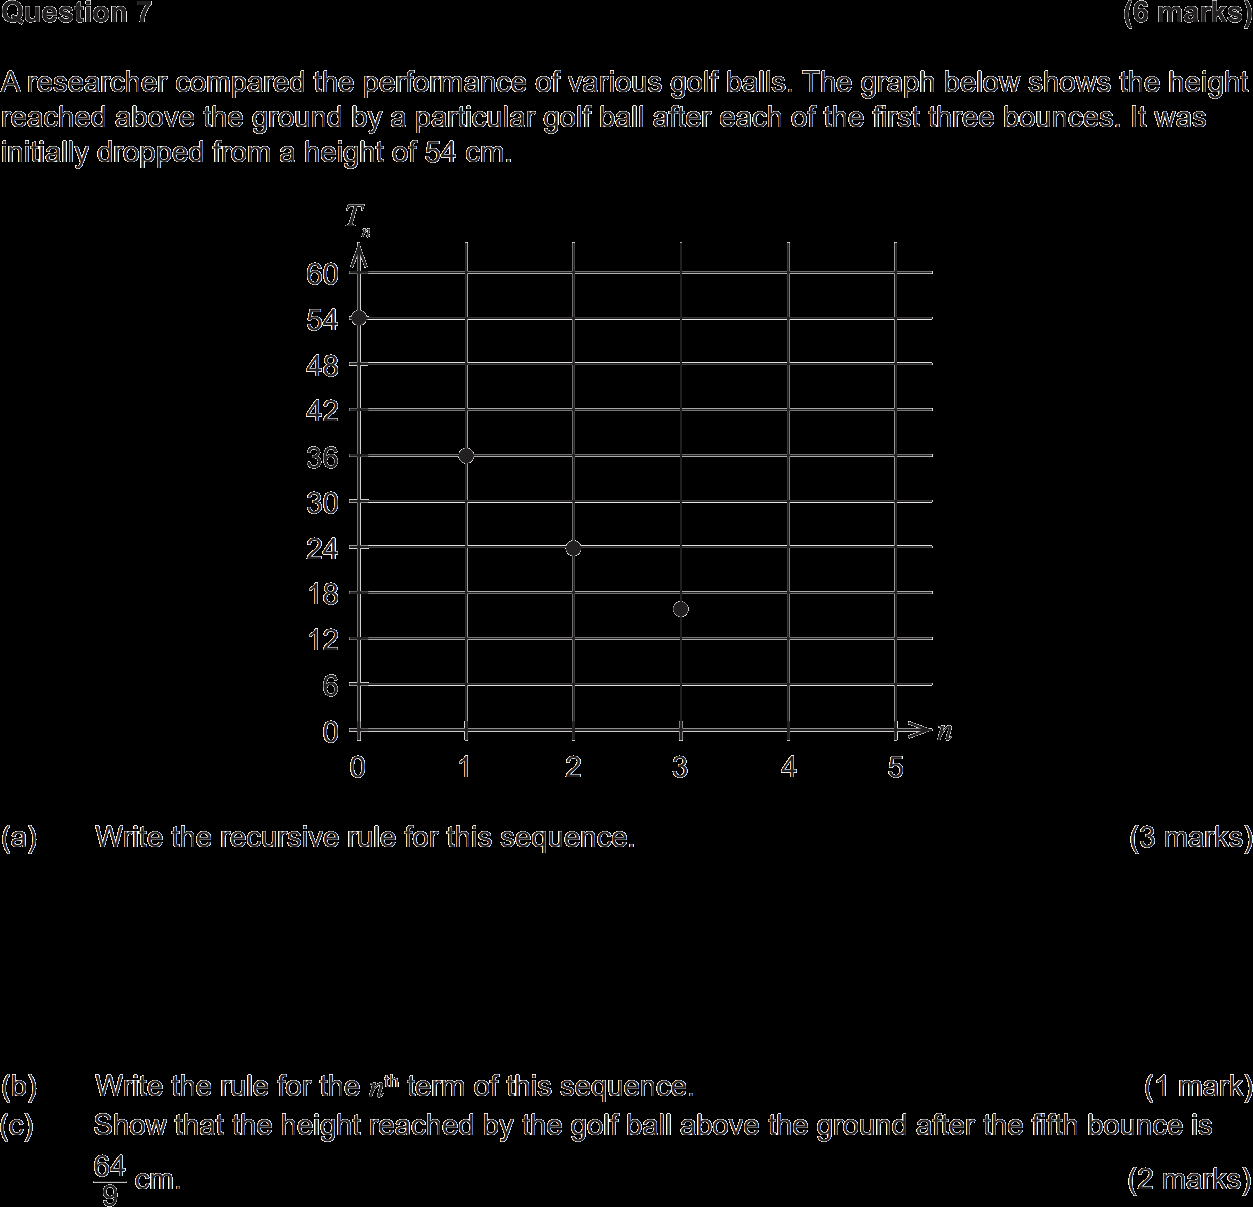 Question 7 (6 marks)
A researcher compared the performance of various golf balls. The graph below shows the height
reached above the ground by a particular golf ball after each of the first three bounces. It was
initially dropped from a height of 54 cm.
Tₙ
60
54
48
42
36
30
24
18
12
6
0
n
0 1 2 3 4 5
(a) Write the recursive rule for this sequence. (3 marks)
(b) Write the rule for the nᵗʰ term of this sequence. (1 mark)
(c) Show that the height reached by the golf ball above the ground after the fifth bounce is
64/9 cm. (2 marks)